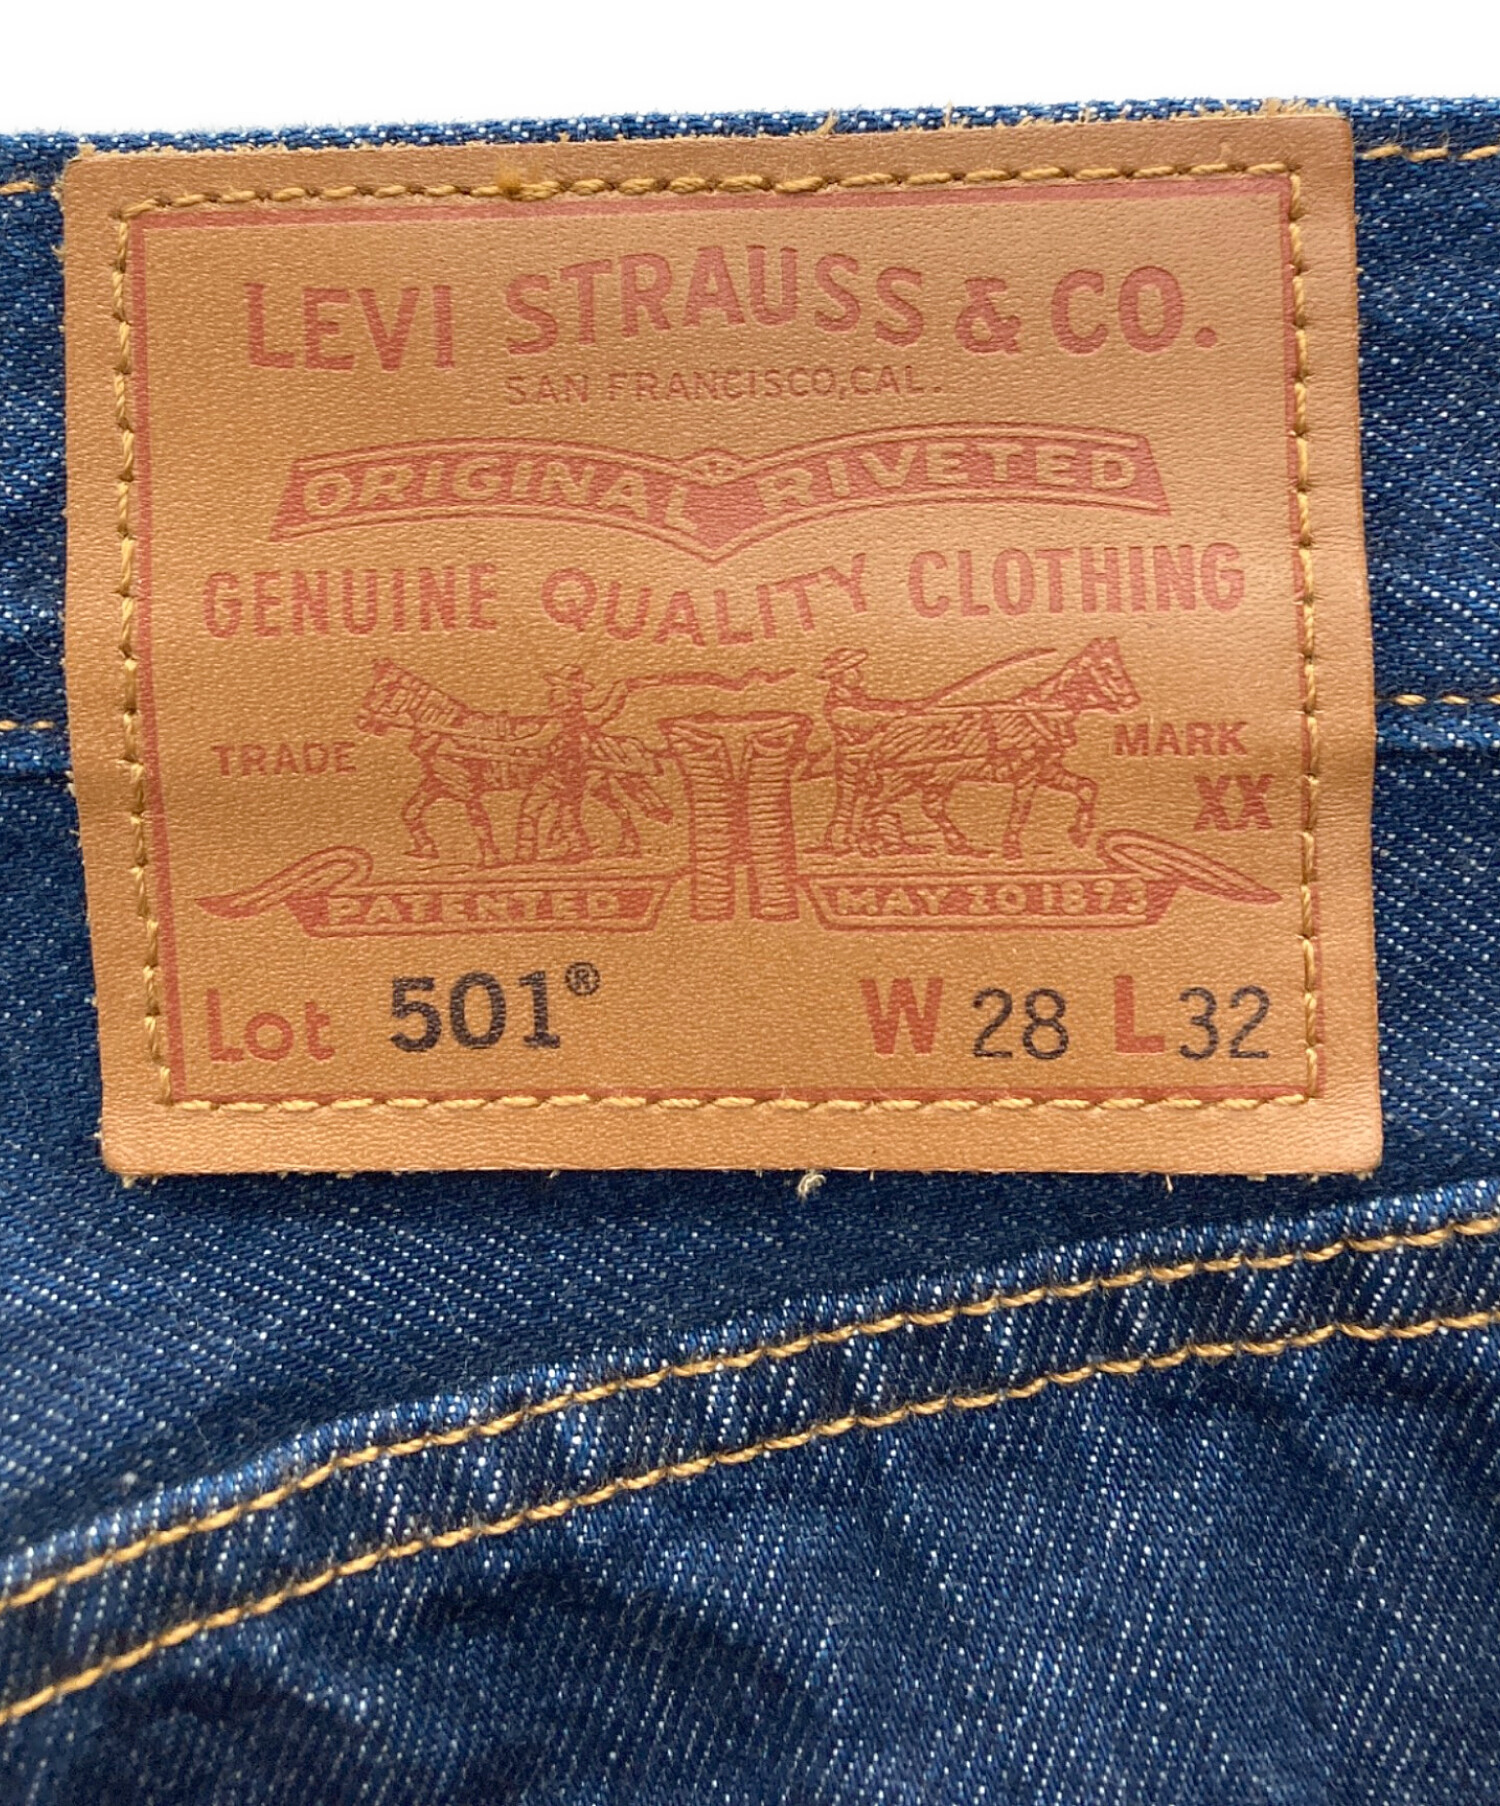 LEVI STRAUSS & CO.
SAN FRANCISCO, CAL.
ORIGINAL RIVETED
GENUINE QUALITY CLOTHING
TRADE MARK
XX
PATENTED MAY 20 1873
Lot 501® W 28 L 32